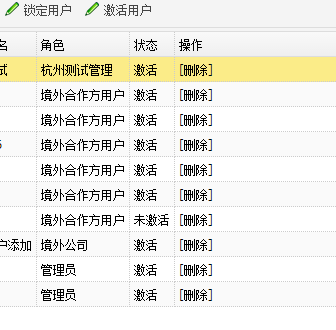 锁定用户 激活用户
名 角色 状态 操作
试 杭州测试管理 激活 [删除]
境外合作方用户 激活 [删除]
境外合作方用户 激活 [删除]
境外合作方用户 激活 [删除]
境外合作方用户 激活 [删除]
境外合作方用户 激活 [删除]
境外合作方用户 未激活 [删除]
户添加 境外公司 激活 [删除]
管理员 激活 [删除]
管理员 激活 [删除]